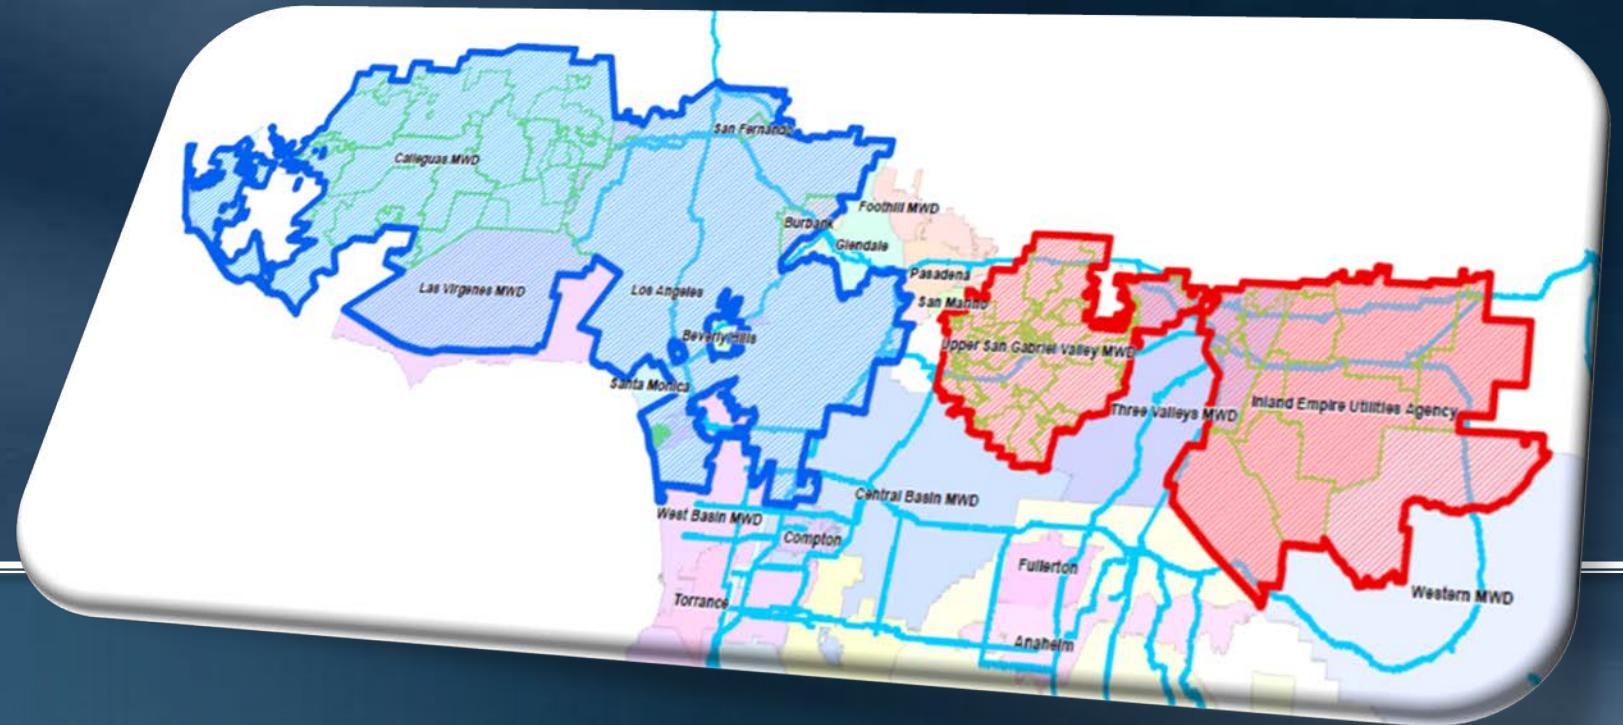 San Fernando
Calleguas MWD
Foothill MWD
Burbank
Glendale
Pasadena
Las Virgenes MWD
Los Angeles
San Marino
Beverly Hills
Upper San Gabriel Valley MWD
Santa Monica
Three Valleys MWD
Inland Empire Utilities Agency
Central Basin MWD
West Basin MWD
Compton
Fullerton
Western MWD
Torrance
Anaheim